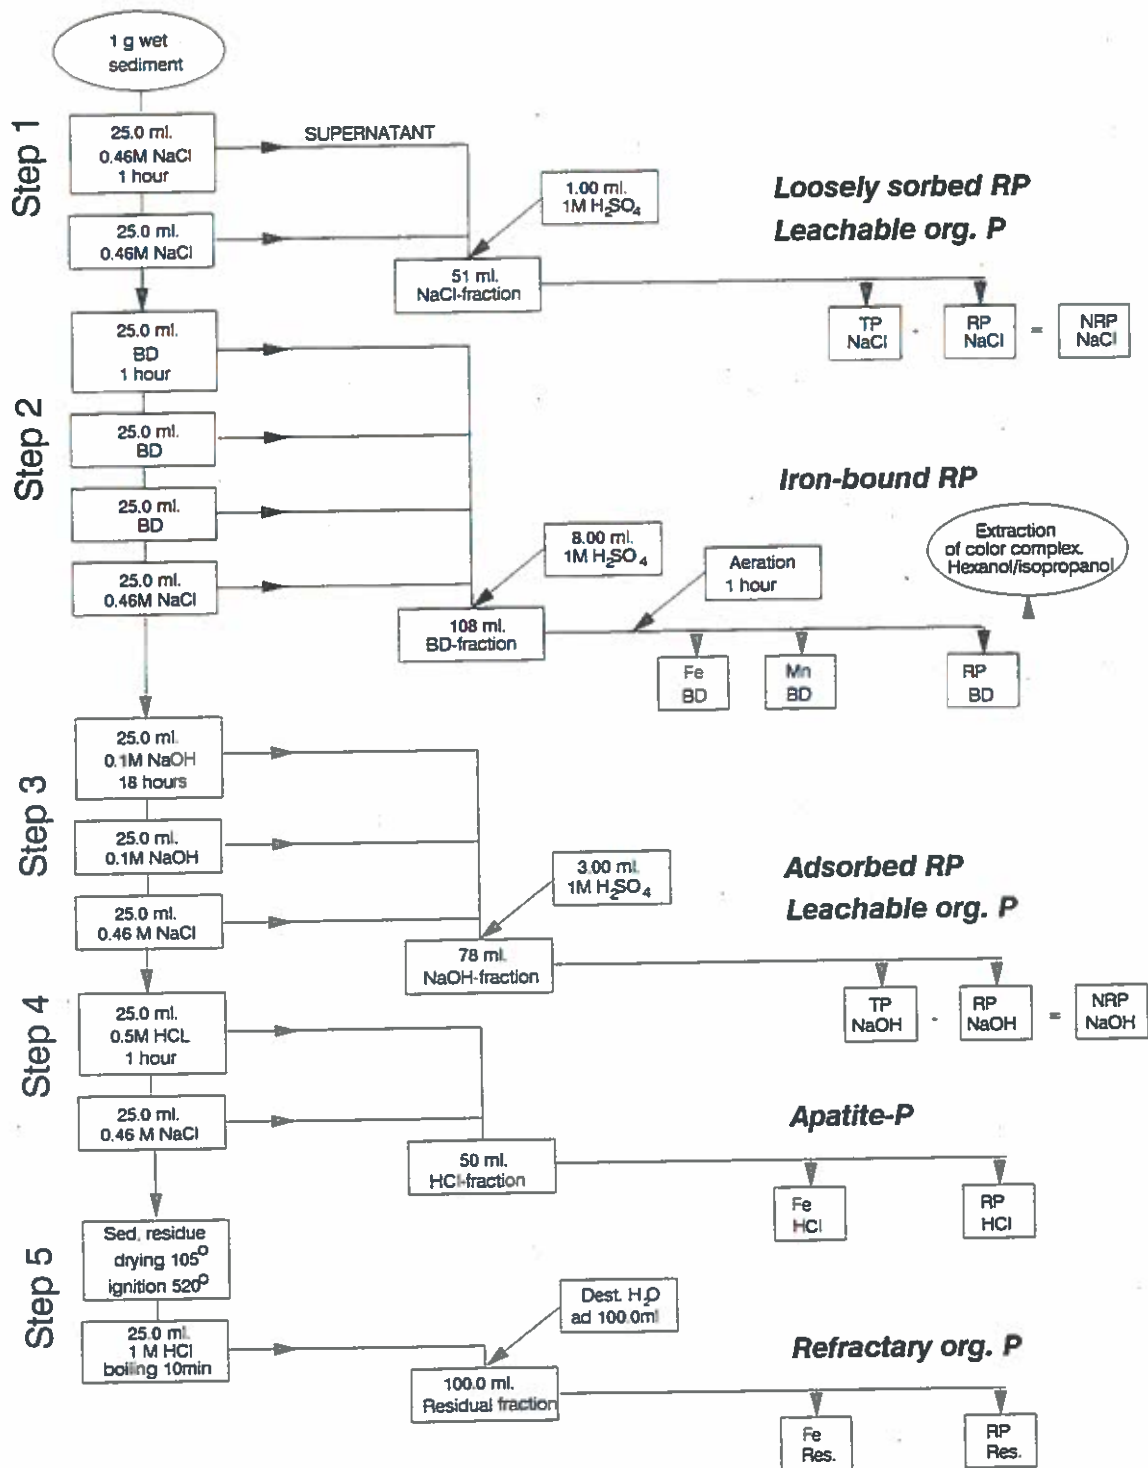 1 g wet
sediment
Step 1
25.0 ml.
0.46M NaCl
1 hour
SUPERNATANT
25.0 ml.
0.46M NaCl
1.00 ml.
1M H₂SO₄
51 ml.
NaCl-fraction
Loosely sorbed RP
Leachable org. P
TP
NaCl
-
RP
NaCl
=
NRP
NaCl
Step 2
25.0 ml.
BD
1 hour
25.0 ml.
BD
25.0 ml.
BD
25.0 ml.
0.46M NaCl
8.00 ml.
1M H₂SO₄
108 ml.
BD-fraction
Aeration
1 hour
Iron-bound RP
Extraction
of color complex.
Hexanol/isopropanol
Fe
BD
Mn
BD
RP
BD
Step 3
25.0 ml.
0.1M NaOH
18 hours
25.0 ml.
0.1M NaOH
25.0 ml.
0.46 M NaCl
3.00 ml.
1M H₂SO₄
78 ml.
NaOH-fraction
Adsorbed RP
Leachable org. P
TP
NaOH
-
RP
NaOH
=
NRP
NaOH
Step 4
25.0 ml.
0.5M HCL
1 hour
25.0 ml.
0.46 M NaCl
50 ml.
HCl-fraction
Apatite-P
Fe
HCl
RP
HCl
Step 5
Sed. residue
drying 105°
ignition 520°
25.0 ml.
1 M HCl
boiling 10min
Dest. H₂O
ad 100.0ml
100.0 ml.
Residual fraction
Refractary org. P
Fe
Res.
RP
Res.